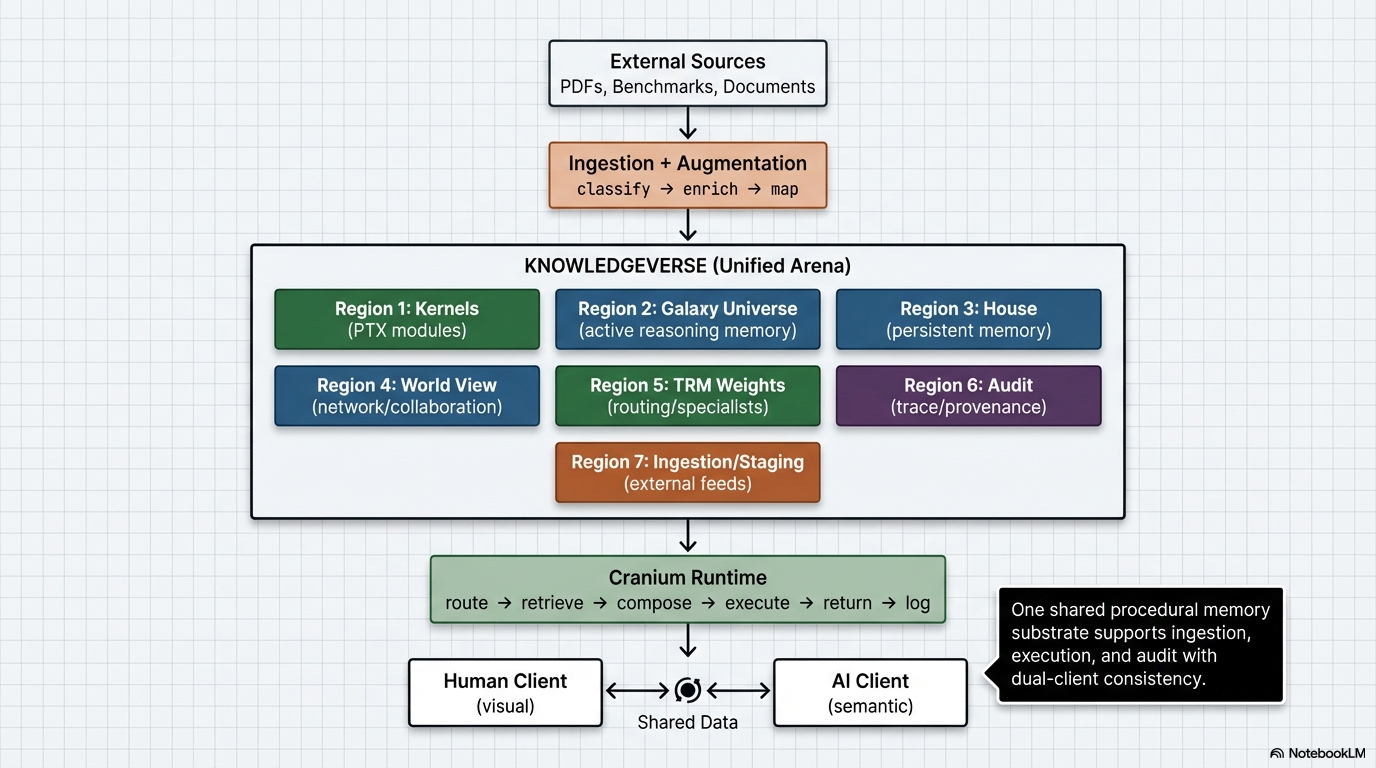 External Sources
PDFs, Benchmarks, Documents
Ingestion + Augmentation
classify → enrich → map
KNOWLEDGEVERSE (Unified Arena)
Region 1: Kernels
(PTX modules)
Region 2: Galaxy Universe
(active reasoning memory)
Region 3: House
(persistent memory)
Region 4: World View
(network/collaboration)
Region 5: TRM Weights
(routing/specialists)
Region 6: Audit
(trace/provenance)
Region 7: Ingestion/Staging
(external feeds)
Cranium Runtime
route → retrieve → compose → execute → return → log
Human Client
(visual)
Shared Data
AI Client
(semantic)
One shared procedural memory
substrate supports ingestion,
execution, and audit with
dual-client consistency.
NotebookLM